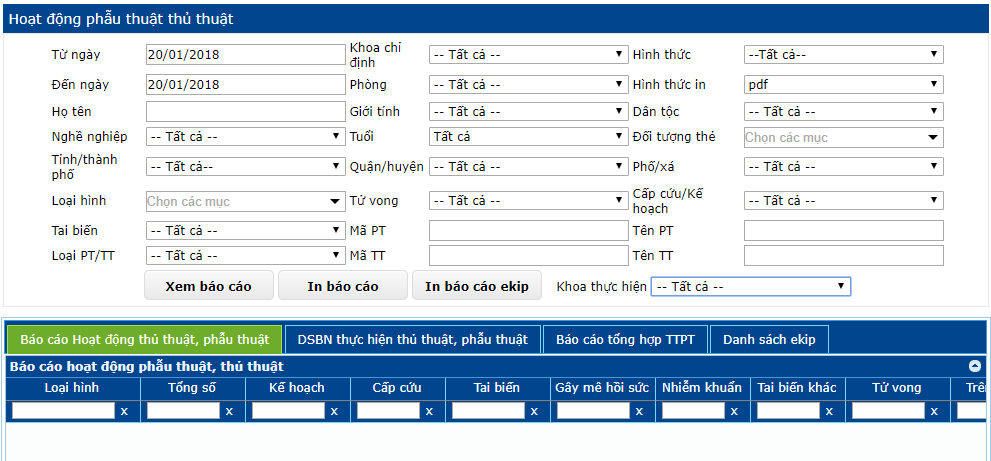 Hoạt động phẫu thuật thủ thuật
Từ ngày 20/01/2018 Khoa chỉ định -- Tất cả -- Hình thức --Tất cả--
Đến ngày 20/01/2018 Phòng -- Tất cả -- Hình thức in pdf
Họ tên Giới tính -- Tất cả -- Dân tộc -- Tất cả --
Nghề nghiệp -- Tất cả -- Tuổi Tất cả Đối tượng thẻ Chọn các mục
Tỉnh/thành phố -- Tất cả-- Quận/huyện -- Tất cả -- Phố/xá -- Tất cả --
Loại hình Chọn các mục Tử vong -- Tất cả -- Cấp cứu/Kế hoạch -- Tất cả --
Tai biến -- Tất cả -- Mã PT Tên PT
Loại PT/TT -- Tất cả -- Mã TT Tên TT
Xem báo cáo In báo cáo In báo cáo ekip Khoa thực hiện -- Tất cả --
Báo cáo Hoạt động thủ thuật, phẫu thuật DSBN thực hiện thủ thuật, phẫu thuật Báo cáo tổng hợp TTPT Danh sách ekip
Báo cáo hoạt động phẫu thuật, thủ thuật
Loại hình Tổng số Kế hoạch Cấp cứu Tai biến Gây mê hồi sức Nhiễm khuẩn Tai biến khác Tử vong Trê
x x x x x x x x x